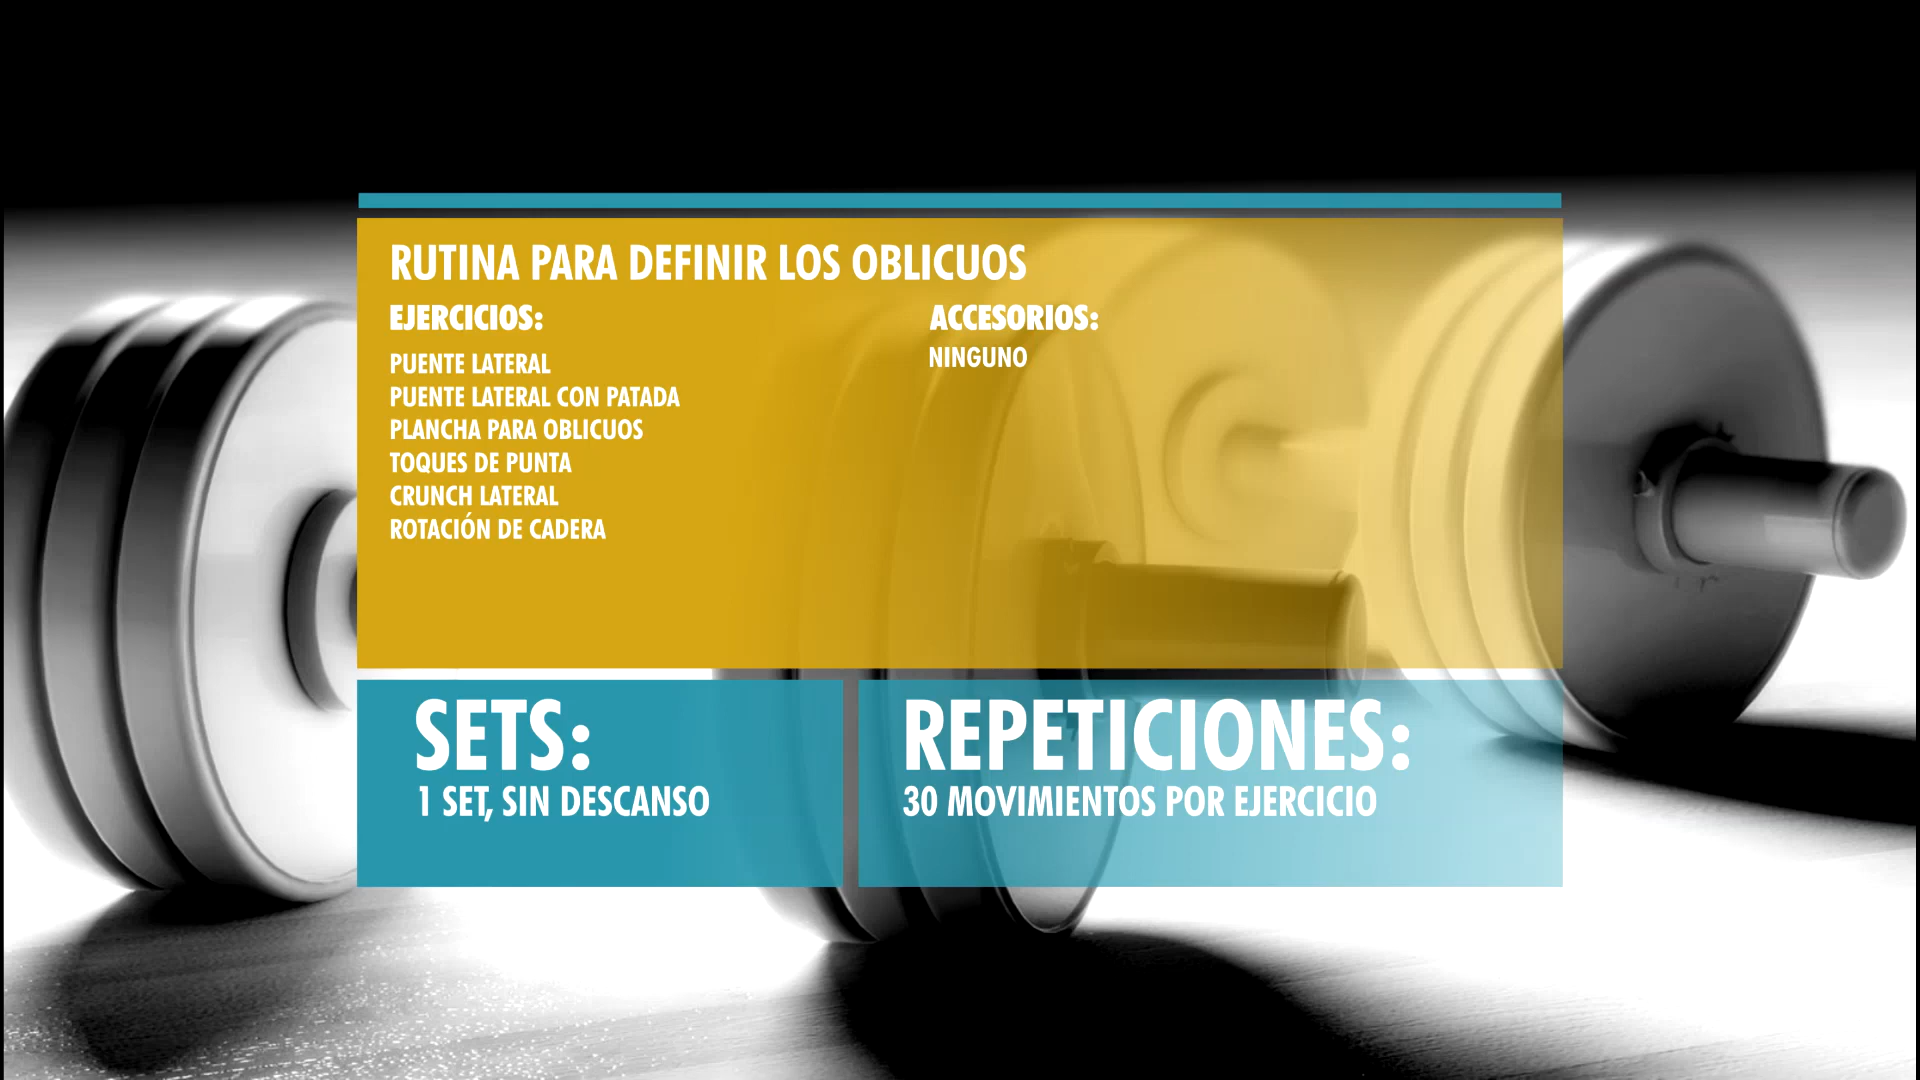 RUTINA PARA DEFINIR LOS OBLICUOS
EJERCICIOS:
PUENTE LATERAL
PUENTE LATERAL CON PATADA
PLANCHA PARA OBLICUOS
TOQUES DE PUNTA
CRUNCH LATERAL
ROTACIÓN DE CADERA
ACCESORIOS:
NINGUNO
SETS:
1 SET, SIN DESCANSO
REPETICIONES:
30 MOVIMIENTOS POR EJERCICIO